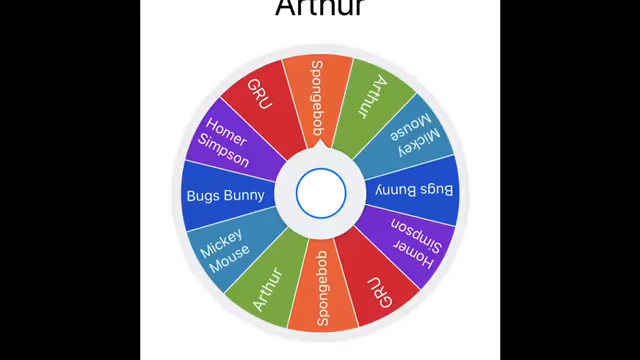 Arthur
Spongebob
Arthur
Mickey
Mouse
Bugs Bunny
Homer
Simpson
GRU
Spongebob
Arthur
Mickey
Mouse
Bugs Bunny
Homer
Simpson
GRU